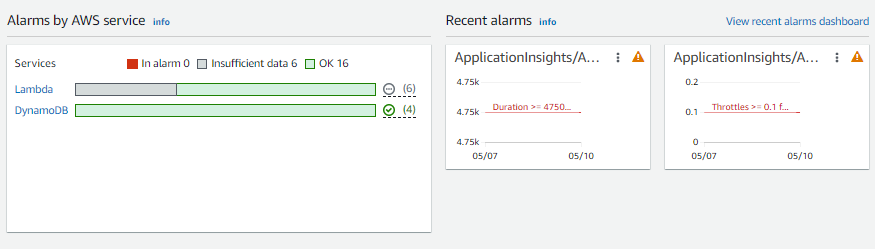 Alarms by AWS service info
Services In alarm 0 Insufficient data 6 OK 16
Lambda (6)
DynamoDB (4)
Recent alarms info View recent alarms dashboard
ApplicationInsights/A...
4.75k
4.75k
4.75k
Duration >= 4750...
05/07 05/10
ApplicationInsights/A...
0.2
0.1
0
Throttles >= 0.1 f...
05/07 05/10